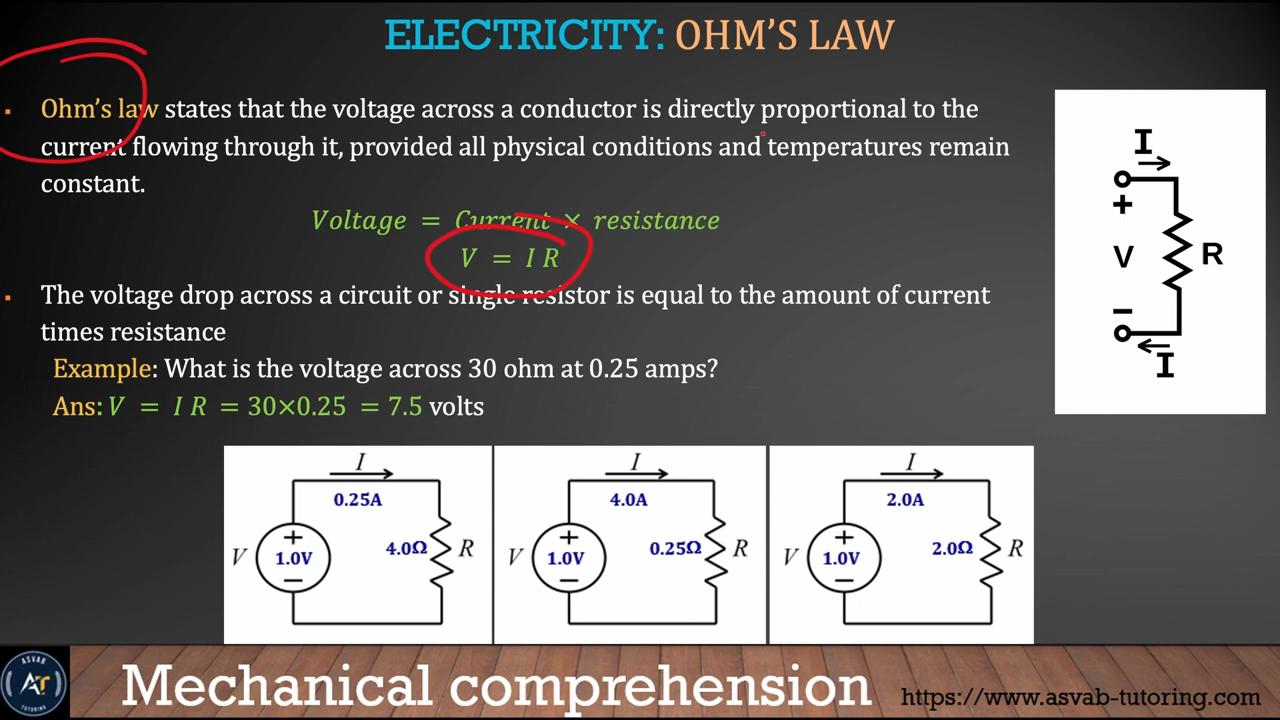 ELECTRICITY: OHM'S LAW
▪ Ohm's law states that the voltage across a conductor is directly proportional to the
current flowing through it, provided all physical conditions and temperatures remain
constant.
Voltage = Current × resistance
V = I R
▪ The voltage drop across a circuit or single resistor is equal to the amount of current
times resistance
Example: What is the voltage across 30 ohm at 0.25 amps?
Ans: V = I R = 30×0.25 = 7.5 volts
I
+
V
R
−
I
I
0.25A
V
+
1.0V
−
4.0Ω
R
I
4.0A
V
+
1.0V
−
0.25Ω
R
I
2.0A
V
+
1.0V
−
2.0Ω
R
ASVAB
AT
TUTORING
Mechanical comprehension
https://www.asvab-tutoring.com